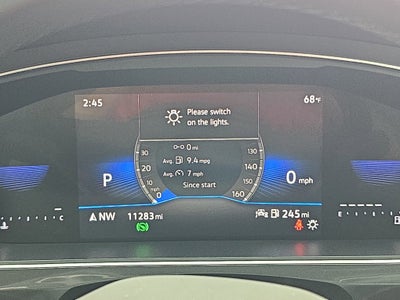 2:45
68°F
Please switch
on the lights.
0 mi
30
150
Avg. 9.4 mpg
20
140
Avg. 7 mph
P
0 mph
10
mph
0
Since start
130
160
NW
11283 mi
245 mi
C
E